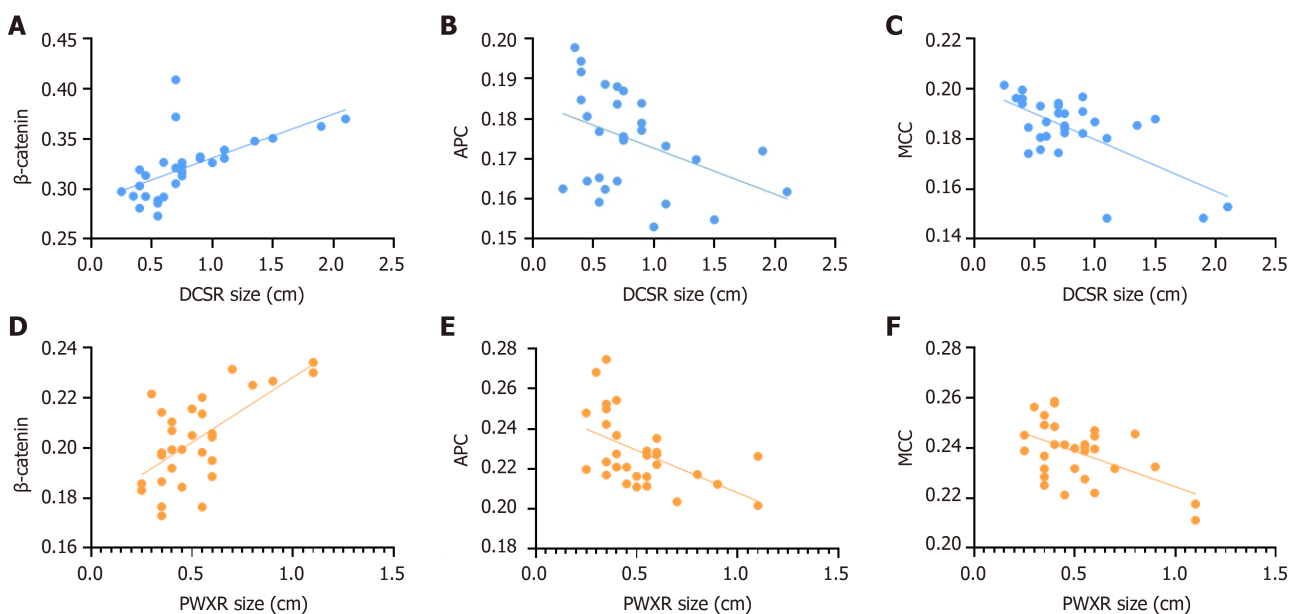 A
β-catenin
0.45
0.40
0.35
0.30
0.25
0.0 0.5 1.0 1.5 2.0 2.5
DCSR size (cm)
B
APC
0.20
0.19
0.18
0.17
0.16
0.15
0.0 0.5 1.0 1.5 2.0 2.5
DCSR size (cm)
C
MCC
0.22
0.20
0.18
0.16
0.14
0.0 0.5 1.0 1.5 2.0 2.5
DCSR size (cm)
D
β-catenin
0.24
0.22
0.20
0.18
0.16
0.0 0.5 1.0 1.5
PWXR size (cm)
E
APC
0.28
0.26
0.24
0.22
0.20
0.18
0.0 0.5 1.0 1.5
PWXR size (cm)
F
MCC
0.28
0.26
0.24
0.22
0.20
0.0 0.5 1.0 1.5
PWXR size (cm)